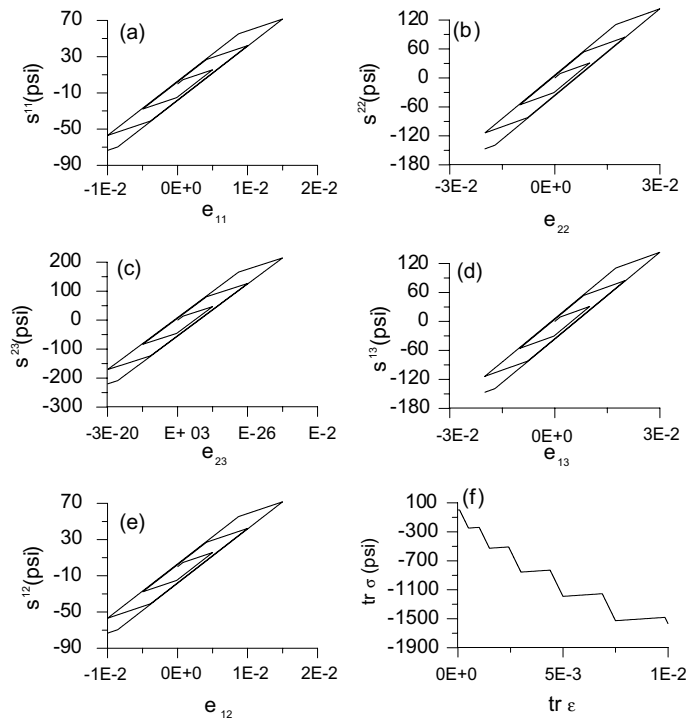 (a)
s¹¹(psi)
70
30
-10
-50
-90
-1E-2 0E+0 1E-2 2E-2
e₁₁
(b)
s²²(psi)
120
60
0
-60
-120
-180
-3E-2 0E+0 3E-2
e₂₂
(c)
s²³(psi)
200
100
0
-100
-200
-300
-3E-20 E+ 03 E-26 E-2
e₂₃
(d)
s¹³(psi)
120
60
0
-60
-120
-180
-3E-2 0E+0 3E-2
e₁₃
(e)
s¹²(psi)
70
30
-10
-50
-90
-1E-2 0E+0 1E-2 2E-2
e₁₂
(f)
tr σ (psi)
100
-300
-700
-1100
-1500
-1900
0E+0 5E-3 1E-2
tr ε